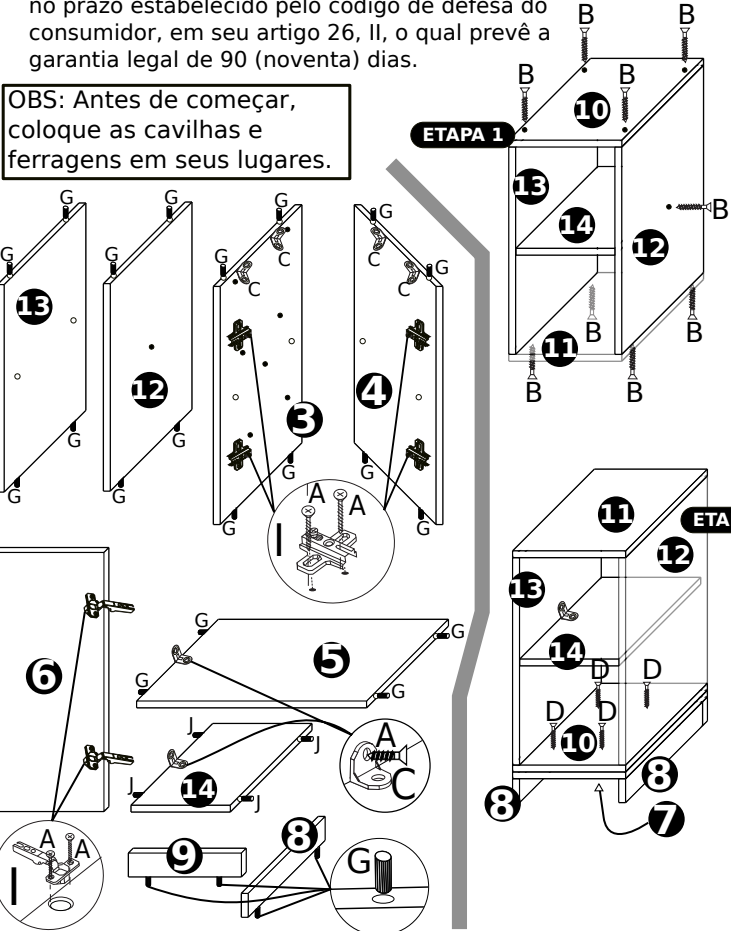 no prazo estabelecido pelo código de defesa do
consumidor, em seu artigo 26, II, o qual prevê a
garantia legal de 90 (noventa) dias.
OBS: Antes de começar,
coloque as cavilhas e
ferragens em seus lugares.
G G G G
G G G G
C C C C
13 12 3 4
G G G G
G G G G
A A
I
6
A A
I
G G
5
G G
J J
14
J J
A
C
9 8
G
ETAPA 1
B B
B B
10
13
14
12
B
B B
11
B B
ETA
11
12
13
14
D D
D D
10
8
8
7